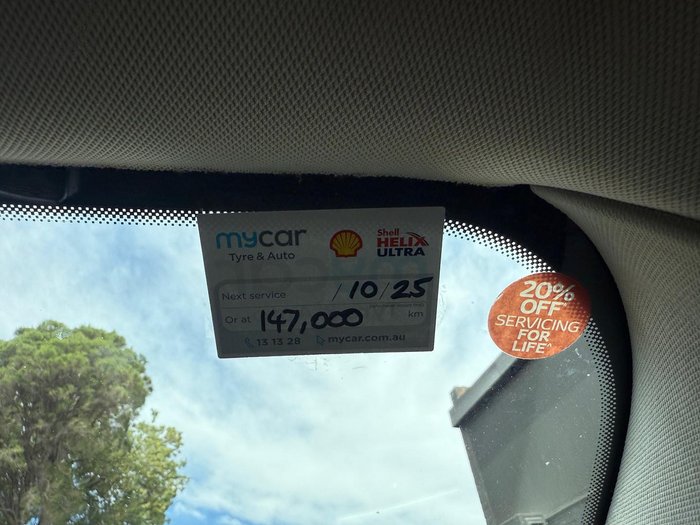 mycar
Tyre & Auto
Shell
HELIX
ULTRA
Next service / 10 / 25
Or at 147,000 km
13 13 28 mycar.com.au
20%
OFF
SERVICING
FOR
LIFE^